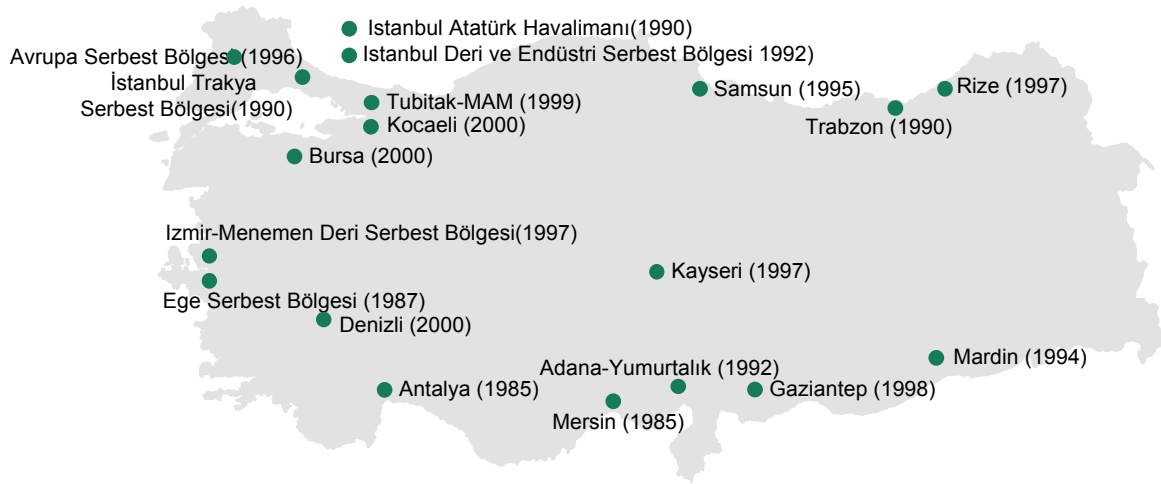 Istanbul Atatürk Havalimanı(1990)
Avrupa Serbest Bölgesi (1996)
Istanbul Deri ve Endüstri Serbest Bölgesi 1992)
İstanbul Trakya
Serbest Bölgesi(1990)
Tubitak-MAM (1999)
Kocaeli (2000)
Samsun (1995)
Rize (1997)
Trabzon (1990)
Bursa (2000)
Izmir-Menemen Deri Serbest Bölgesi(1997)
Kayseri (1997)
Ege Serbest Bölgesi (1987)
Denizli (2000)
Mardin (1994)
Adana-Yumurtalık (1992)
Antalya (1985)
Gaziantep (1998)
Mersin (1985)